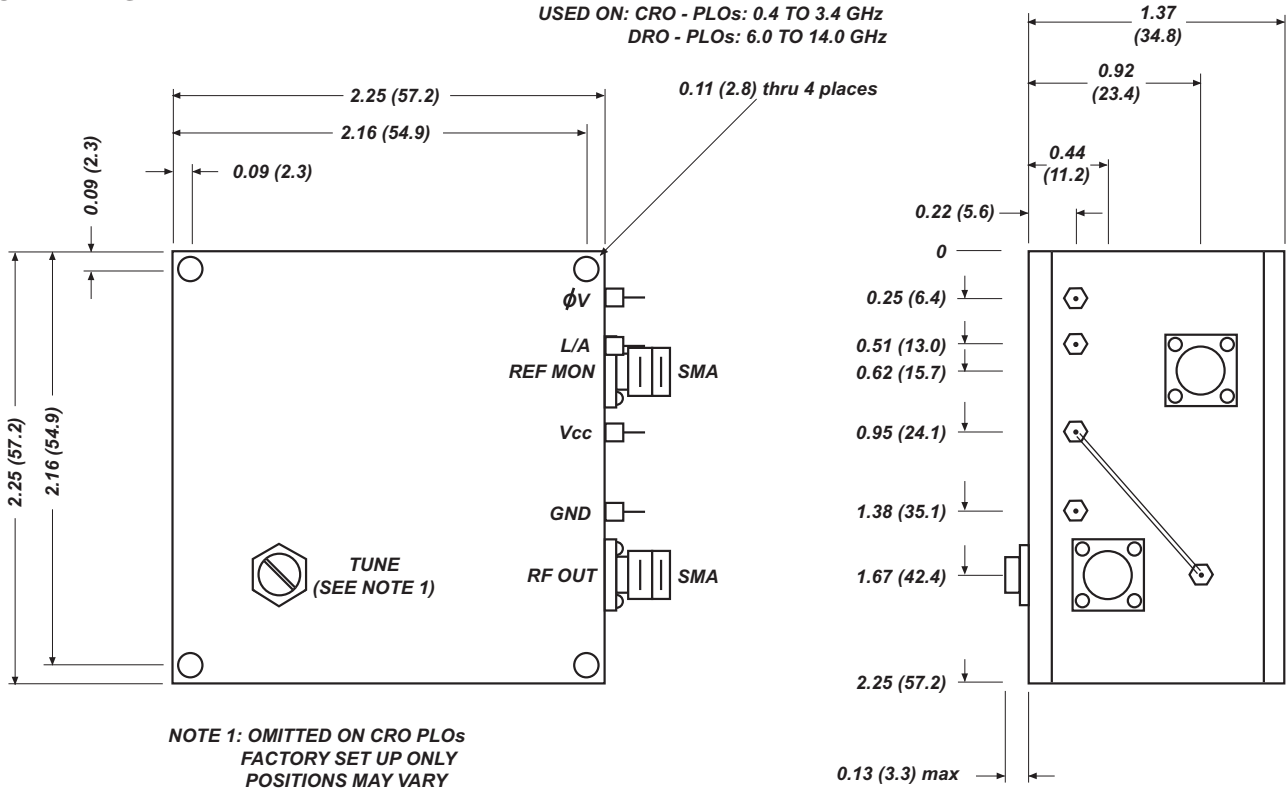 USED ON: CRO - PLOs: 0.4 TO 3.4 GHz
DRO - PLOs: 6.0 TO 14.0 GHz
0.11 (2.8) thru 4 places
2.25 (57.2)
2.16 (54.9)
0.09 (2.3)
0.09 (2.3)
2.25 (57.2)
2.16 (54.9)
ϕV
L/A
REF MON
SMA
Vcc
GND
RF OUT
SMA
TUNE
(SEE NOTE 1)
NOTE 1: OMITTED ON CRO PLOs
FACTORY SET UP ONLY
POSITIONS MAY VARY
1.37
(34.8)
0.92
(23.4)
0.44
(11.2)
0.22 (5.6)
0
0.25 (6.4)
0.51 (13.0)
0.62 (15.7)
0.95 (24.1)
1.38 (35.1)
1.67 (42.4)
2.25 (57.2)
0.13 (3.3) max